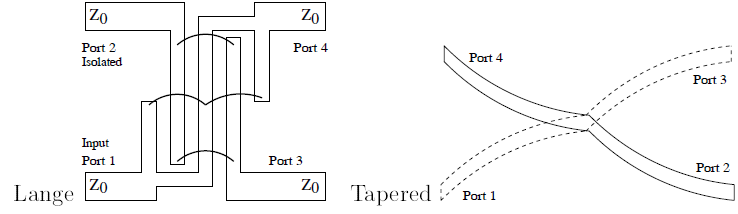 Z0 Z0
Port 2
Isolated
Port 4
Input
Port 1
Port 3
Z0 Z0
Lange
Port 4
Port 3
Port 2
Port 1
Tapered